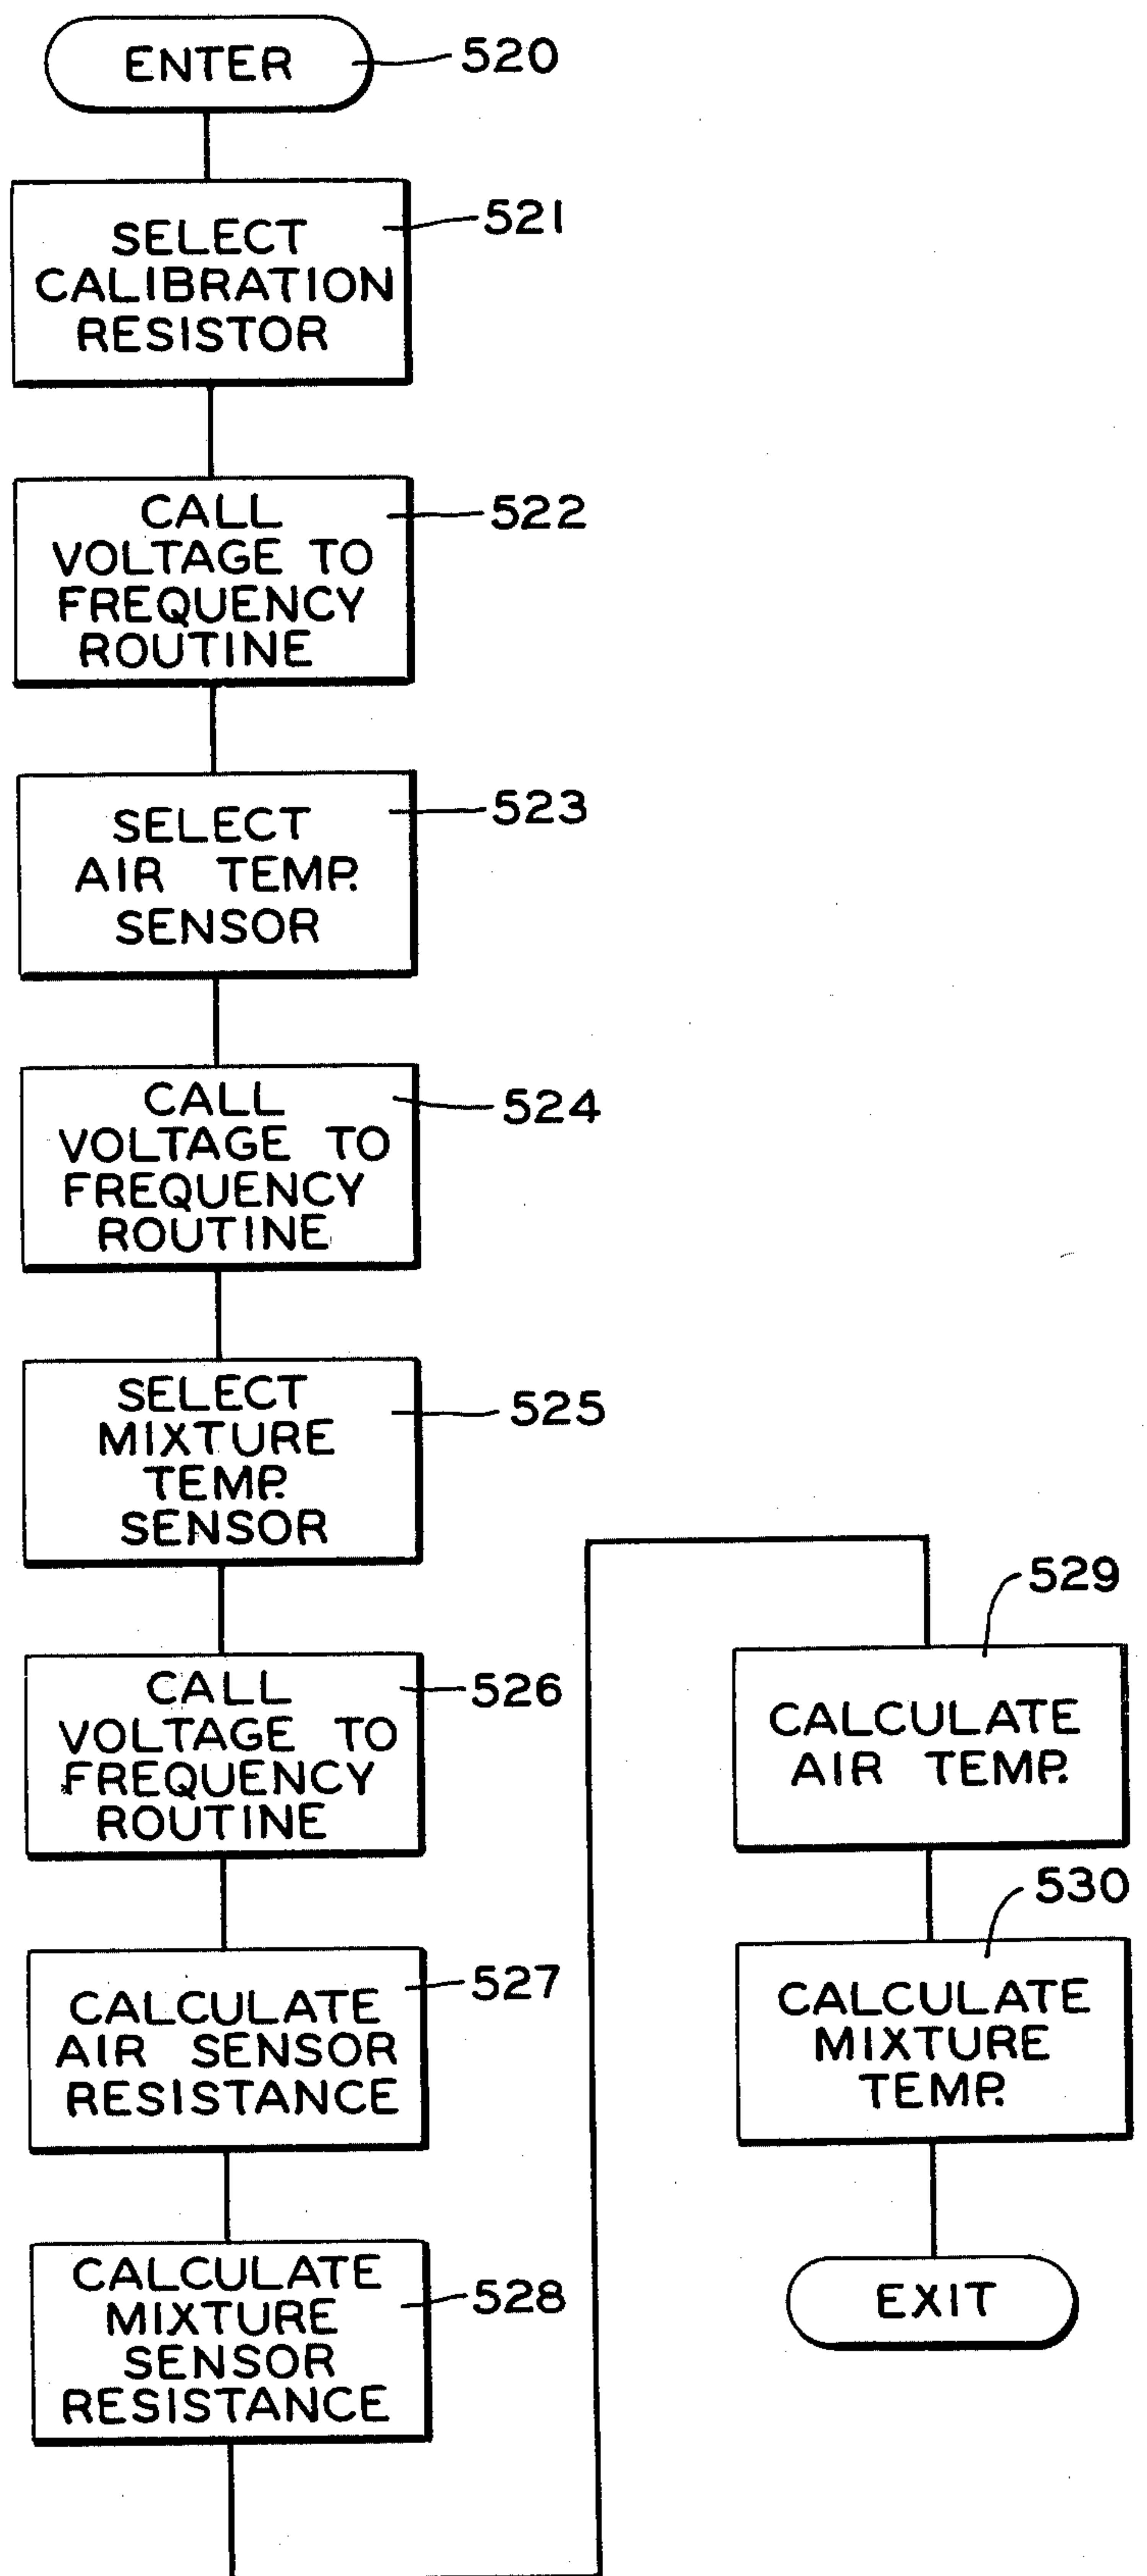 ENTER
520
SELECT
CALIBRATION
RESISTOR
521
CALL
VOLTAGE TO
FREQUENCY
ROUTINE
522
SELECT
AIR TEMP.
SENSOR
523
CALL
VOLTAGE TO
FREQUENCY
ROUTINE
524
SELECT
MIXTURE
TEMP.
SENSOR
525
CALL
VOLTAGE TO
FREQUENCY
ROUTINE
526
CALCULATE
AIR SENSOR
RESISTANCE
527
CALCULATE
MIXTURE
SENSOR
RESISTANCE
528
529
CALCULATE
AIR TEMP.
530
CALCULATE
MIXTURE
TEMP.
EXIT